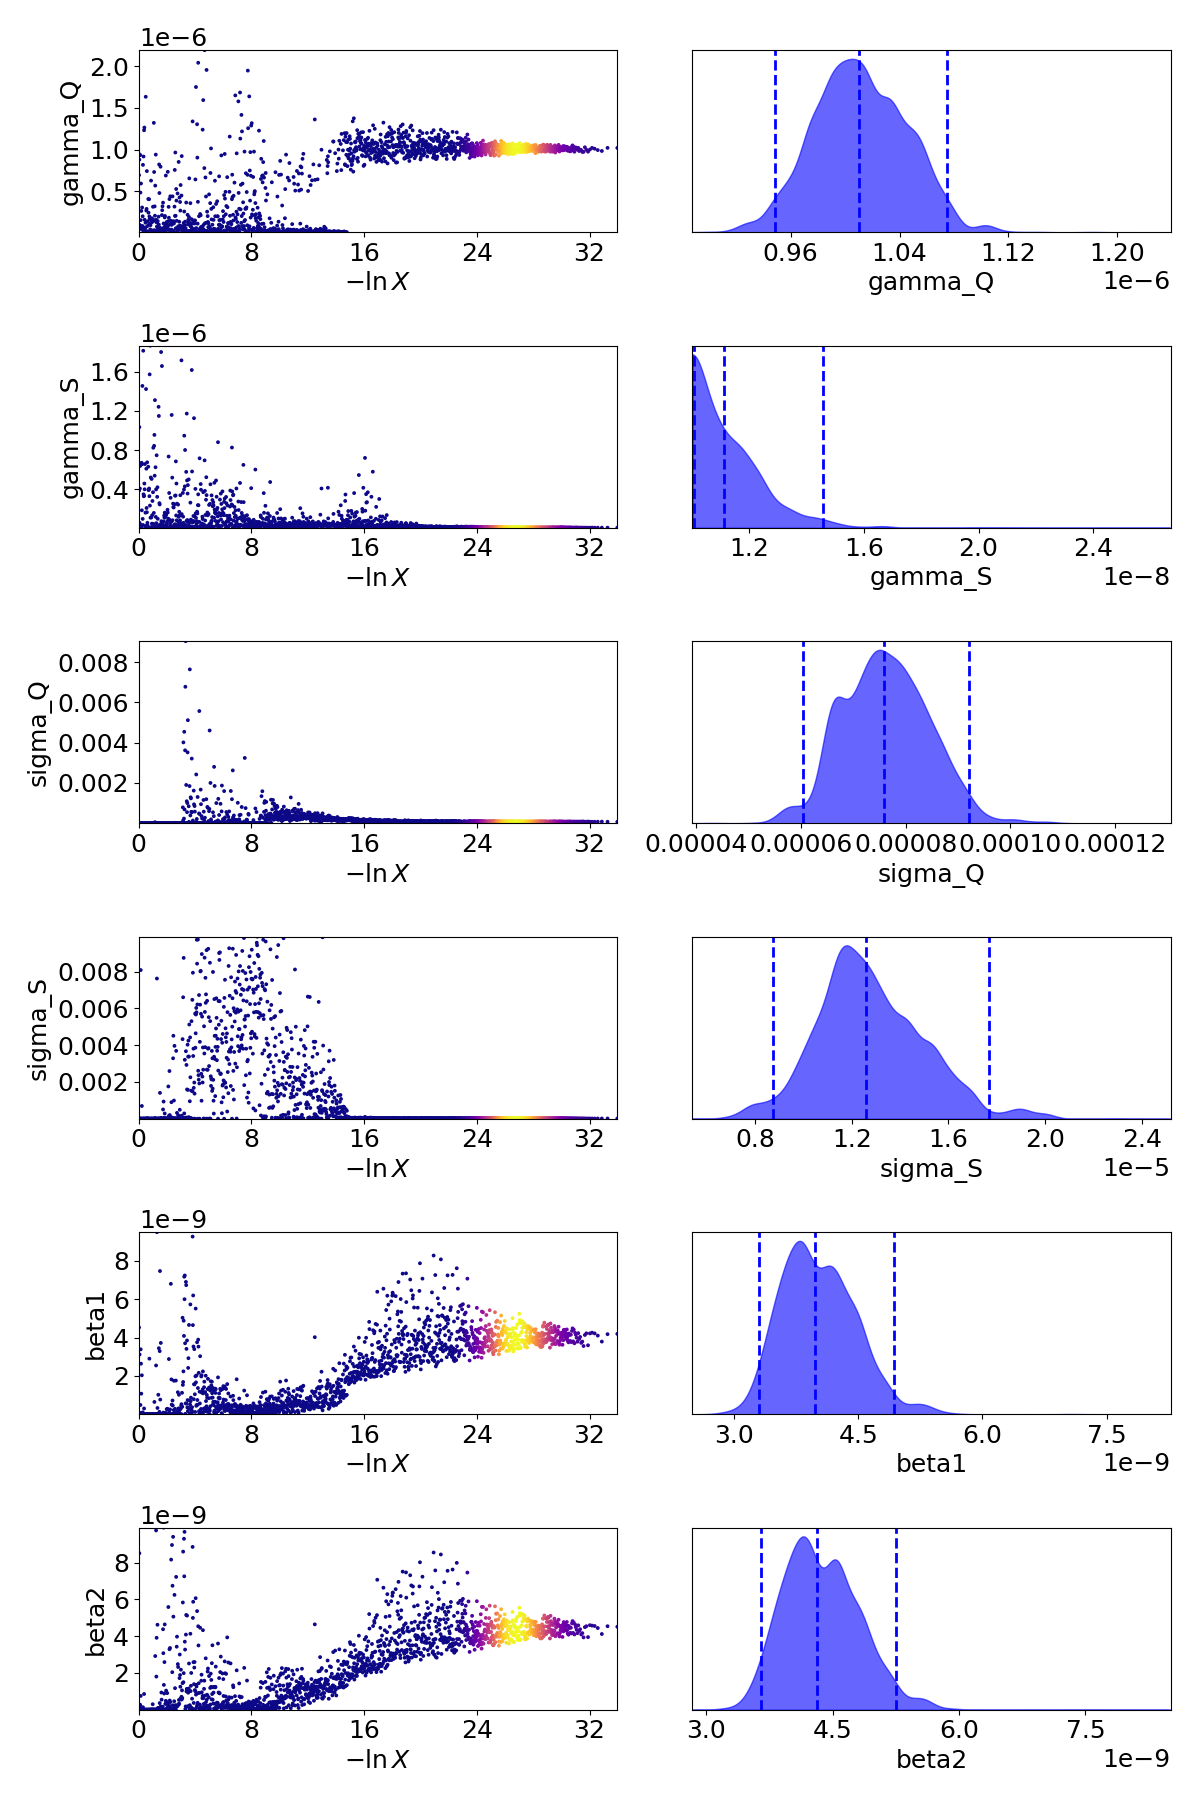 1e−6
2.0
1.5
1.0
0.5
gamma_Q
0 8 16 24 32
−ln X
0.96 1.04 1.12 1.20
gamma_Q 1e−6
1e−6
1.6
1.2
0.8
0.4
gamma_S
0 8 16 24 32
−ln X
1.2 1.6 2.0 2.4
gamma_S 1e−8
0.008
0.006
0.004
0.002
sigma_Q
0 8 16 24 32
−ln X
0.00004 0.00006 0.00008 0.00010 0.00012
sigma_Q
0.008
0.006
0.004
0.002
sigma_S
0 8 16 24 32
−ln X
0.8 1.2 1.6 2.0 2.4
sigma_S 1e−5
1e−9
8
6
4
2
beta1
0 8 16 24 32
−ln X
3.0 4.5 6.0 7.5
beta1 1e−9
1e−9
8
6
4
2
beta2
0 8 16 24 32
−ln X
3.0 4.5 6.0 7.5
beta2 1e−9